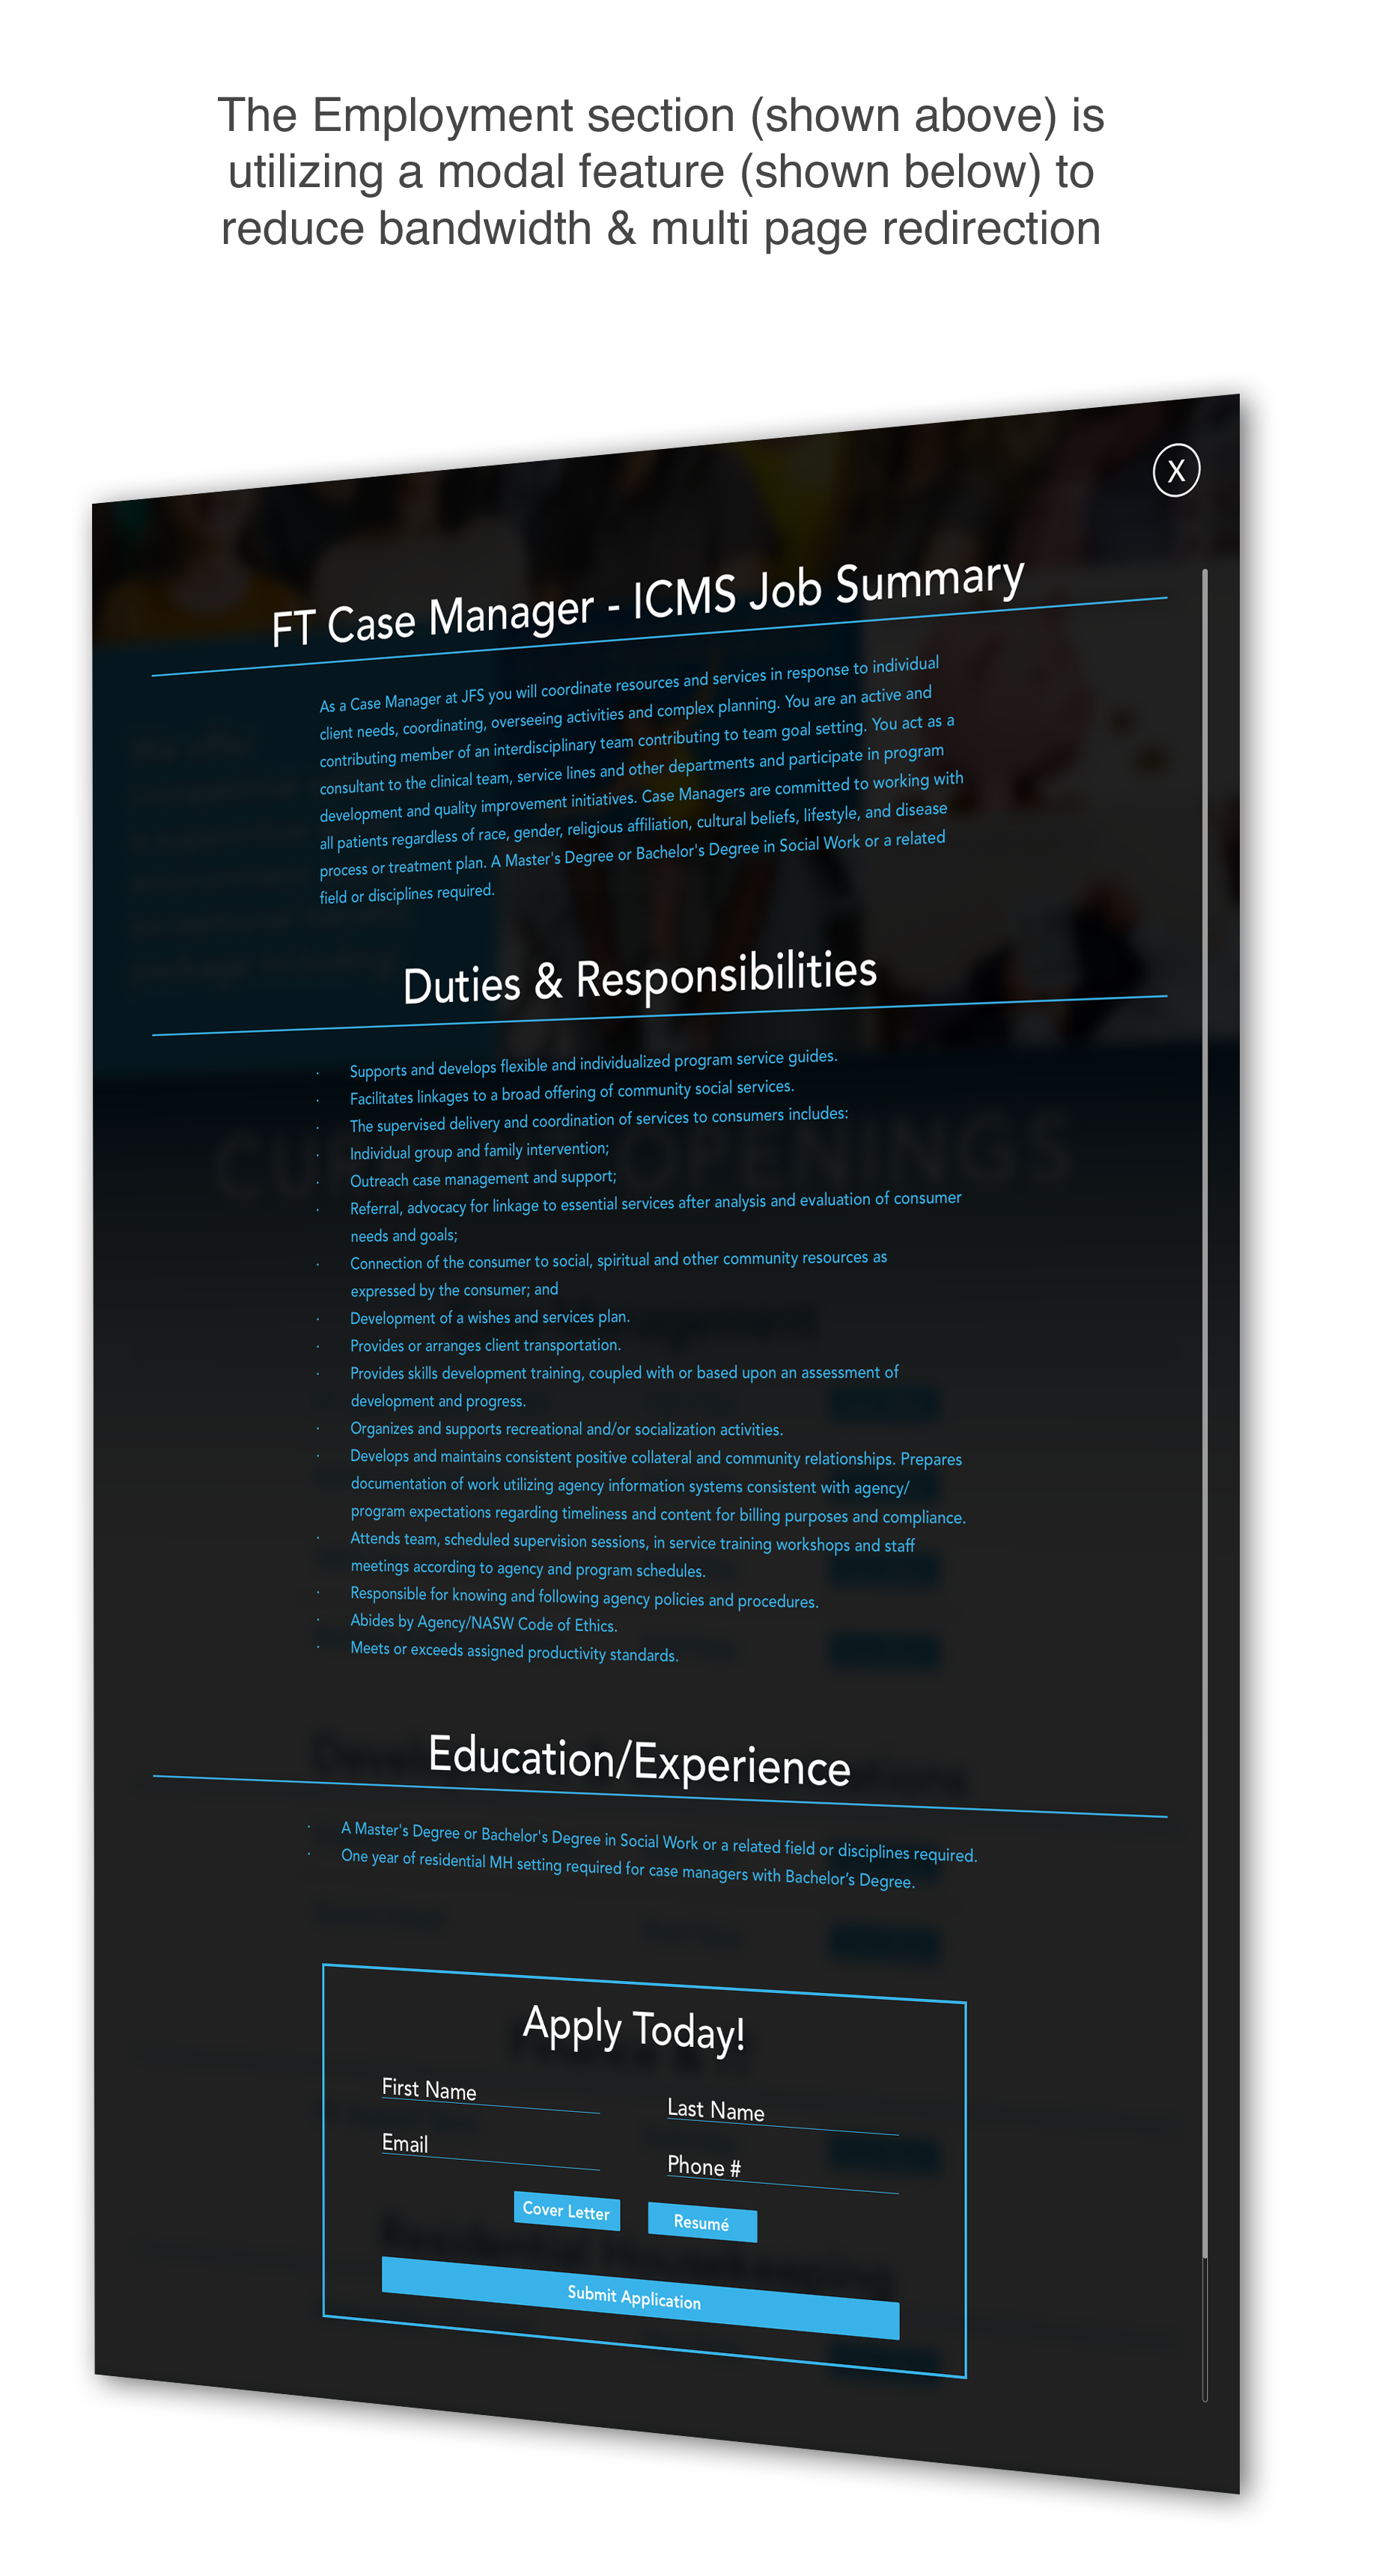 The Employment section (shown above) is
utilizing a modal feature (shown below) to
reduce bandwidth & multi page redirection
X
FT Case Manager - ICMS Job Summary
As a Case Manager at JFS you will coordinate resources and services in response to individual
client needs, coordinating, overseeing activities and complex planning. You are an active and
contributing member of an interdisciplinary team contributing to team goal setting. You act as a
consultant to the clinical team, service lines and other departments and participate in program
development and quality improvement initiatives. Case Managers are committed to working with
all patients regardless of race, gender, religious affiliation, cultural beliefs, lifestyle, and disease
process or treatment plan. A Master's Degree or Bachelor's Degree in Social Work or a related
field or disciplines required.
Duties & Responsibilities
· Supports and develops flexible and individualized program service guides.
· Facilitates linkages to a broad offering of community social services.
· The supervised delivery and coordination of services to consumers includes:
· Individual group and family intervention;
· Outreach case management and support;
· Referral, advocacy for linkage to essential services after analysis and evaluation of consumer
needs and goals;
· Connection of the consumer to social, spiritual and other community resources as
expressed by the consumer; and
· Development of a wishes and services plan.
· Provides or arranges client transportation.
· Provides skills development training, coupled with or based upon an assessment of
development and progress.
· Organizes and supports recreational and/or socialization activities.
· Develops and maintains consistent positive collateral and community relationships. Prepares
documentation of work utilizing agency information systems consistent with agency/
program expectations regarding timeliness and content for billing purposes and compliance.
· Attends team, scheduled supervision sessions, in service training workshops and staff
meetings according to agency and program schedules.
· Responsible for knowing and following agency policies and procedures.
· Abides by Agency/NASW Code of Ethics.
· Meets or exceeds assigned productivity standards.
Education/Experience
· A Master's Degree or Bachelor's Degree in Social Work or a related field or disciplines required.
· One year of residential MH setting required for case managers with Bachelor’s Degree.
Apply Today!
First Name
Last Name
Email
Phone #
Cover Letter
Resumé
Submit Application